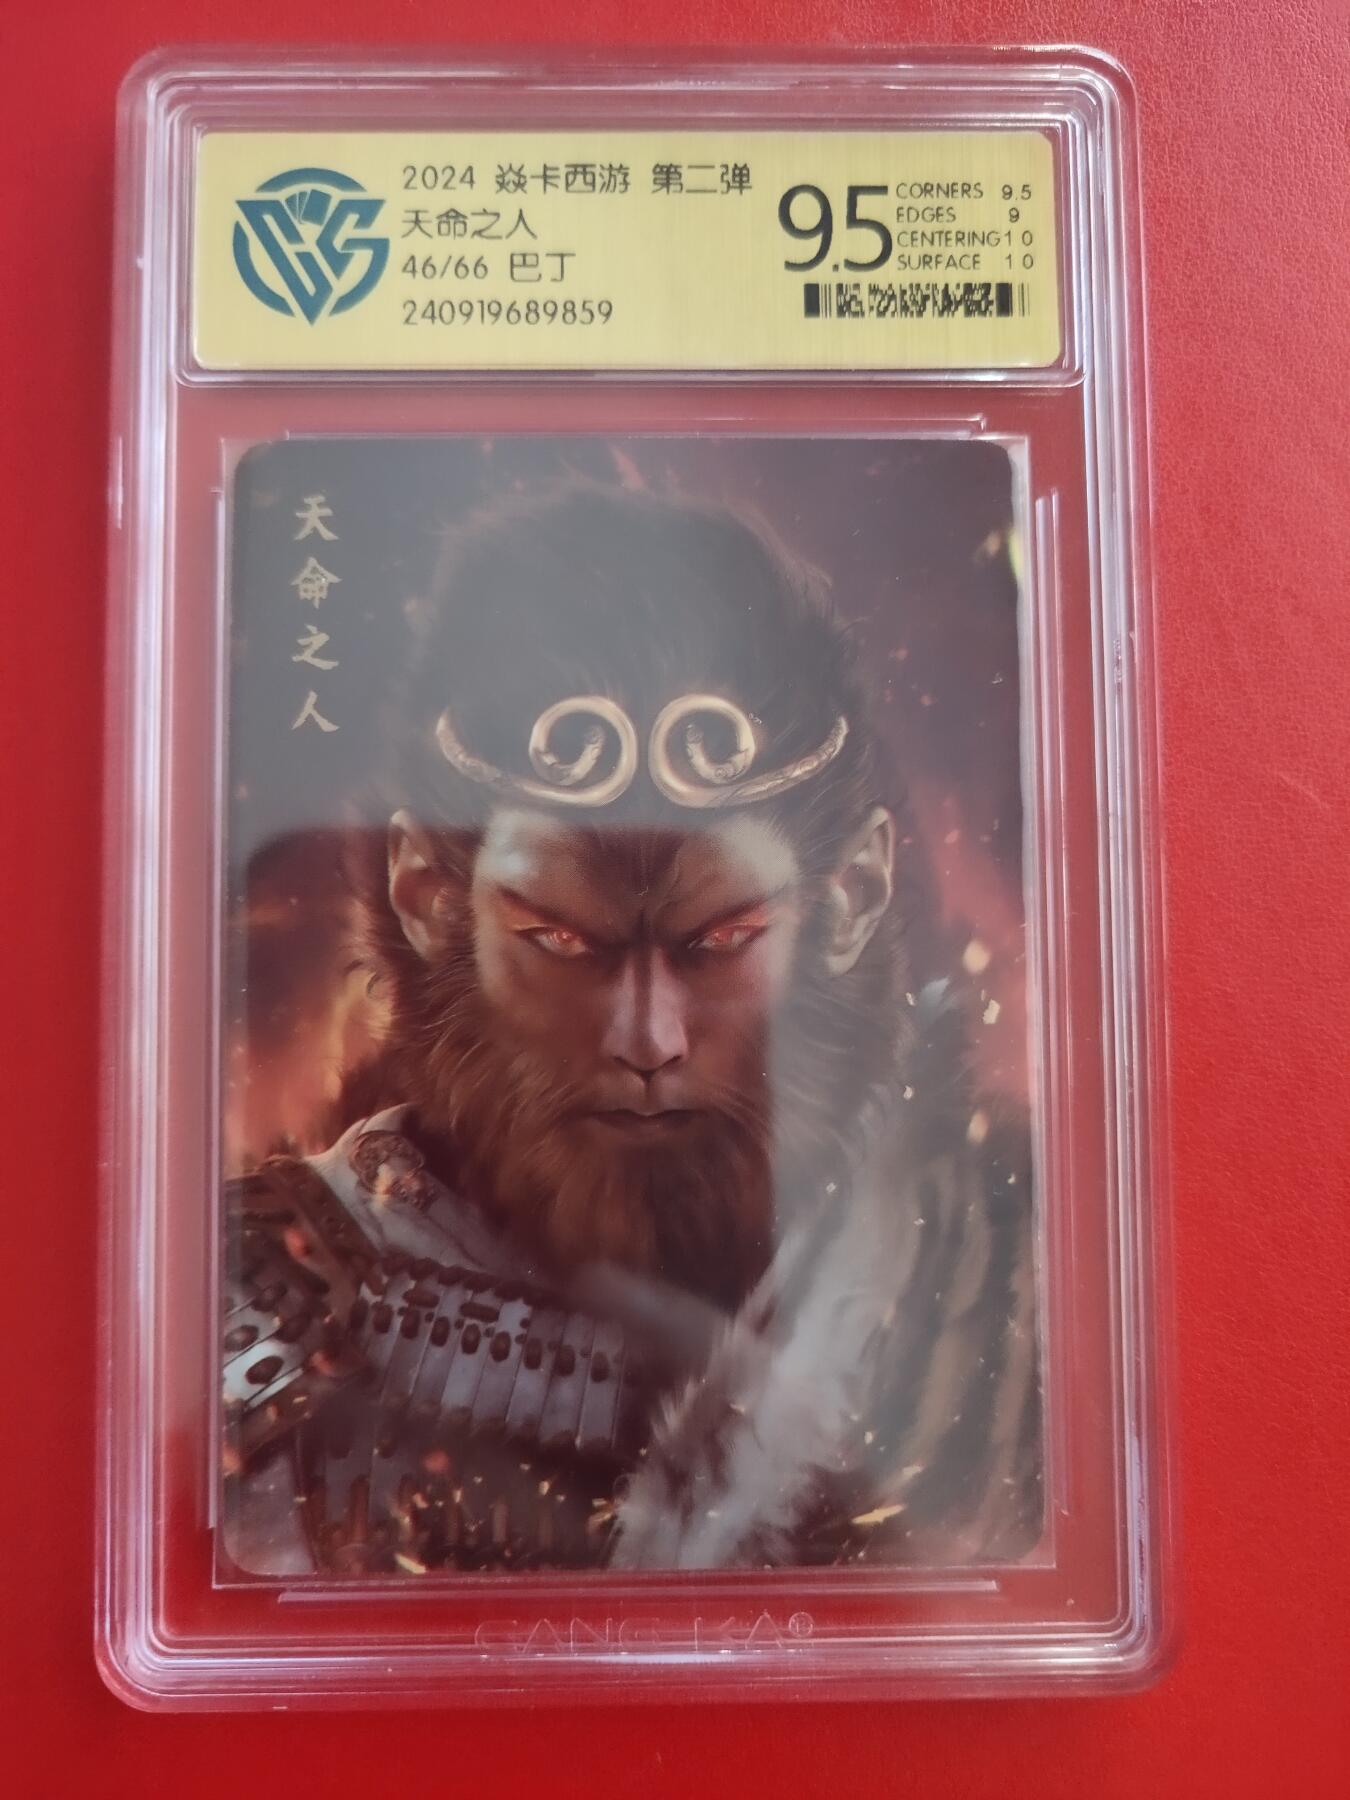 2024 焱卡西游 第二弹
天命之人
46/66 巴丁
240919689859
9.5
CORNERS 9.5
EDGES 9
CENTERING 10
SURFACE 10
天命之人
CANG KA®